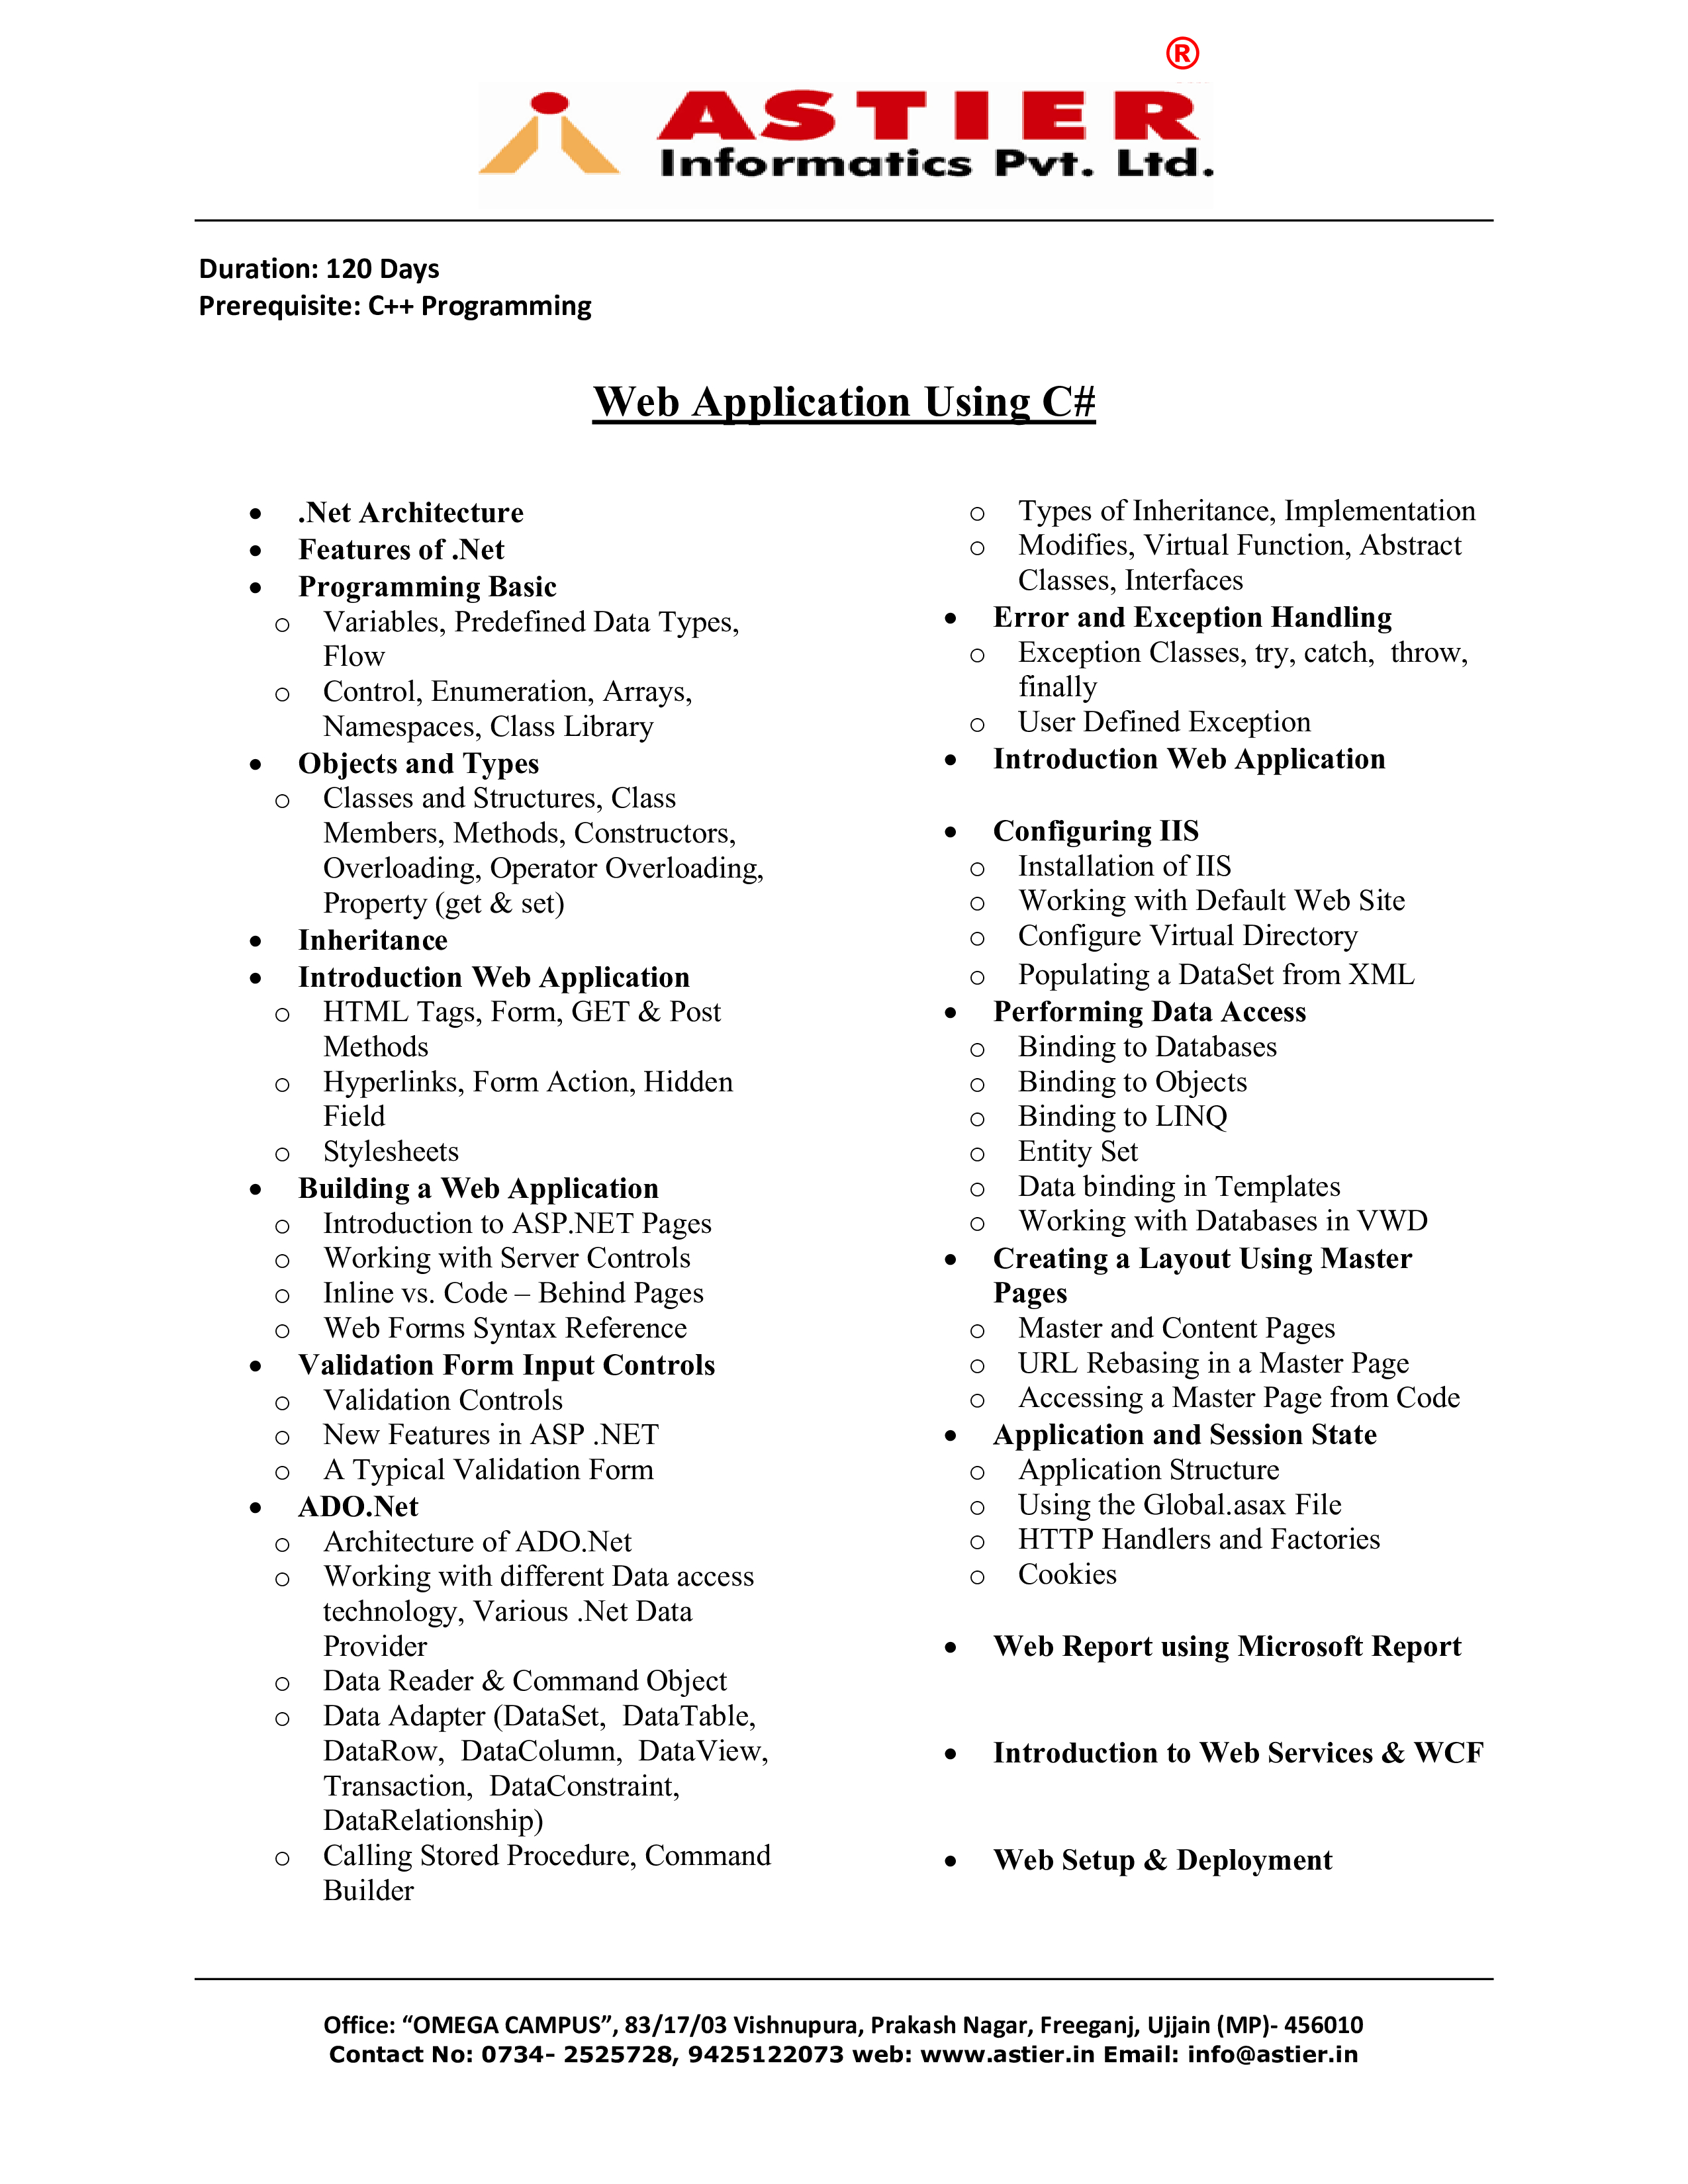 ®
ASTIER
Informatics Pvt. Ltd.
Duration: 120 Days
Prerequisite: C++ Programming
Web Application Using C#
• .Net Architecture
• Features of .Net
• Programming Basic
o Variables, Predefined Data Types,
Flow
o Control, Enumeration, Arrays,
Namespaces, Class Library
• Objects and Types
o Classes and Structures, Class
Members, Methods, Constructors,
Overloading, Operator Overloading,
Property (get & set)
• Inheritance
• Introduction Web Application
o HTML Tags, Form, GET & Post
Methods
o Hyperlinks, Form Action, Hidden
Field
o Stylesheets
• Building a Web Application
o Introduction to ASP.NET Pages
o Working with Server Controls
o Inline vs. Code – Behind Pages
o Web Forms Syntax Reference
• Validation Form Input Controls
o Validation Controls
o New Features in ASP .NET
o A Typical Validation Form
• ADO.Net
o Architecture of ADO.Net
o Working with different Data access
technology, Various .Net Data
Provider
o Data Reader & Command Object
o Data Adapter (DataSet, DataTable,
DataRow, DataColumn, DataView,
Transaction, DataConstraint,
DataRelationship)
o Calling Stored Procedure, Command
Builder
o Types of Inheritance, Implementation
o Modifies, Virtual Function, Abstract
Classes, Interfaces
• Error and Exception Handling
o Exception Classes, try, catch, throw,
finally
o User Defined Exception
• Introduction Web Application
• Configuring IIS
o Installation of IIS
o Working with Default Web Site
o Configure Virtual Directory
o Populating a DataSet from XML
• Performing Data Access
o Binding to Databases
o Binding to Objects
o Binding to LINQ
o Entity Set
o Data binding in Templates
o Working with Databases in VWD
• Creating a Layout Using Master
Pages
o Master and Content Pages
o URL Rebasing in a Master Page
o Accessing a Master Page from Code
• Application and Session State
o Application Structure
o Using the Global.asax File
o HTTP Handlers and Factories
o Cookies
• Web Report using Microsoft Report
• Introduction to Web Services & WCF
• Web Setup & Deployment
Office: “OMEGA CAMPUS”, 83/17/03 Vishnupura, Prakash Nagar, Freeganj, Ujjain (MP)- 456010
Contact No: 0734- 2525728, 9425122073 web: www.astier.in Email: info@astier.in